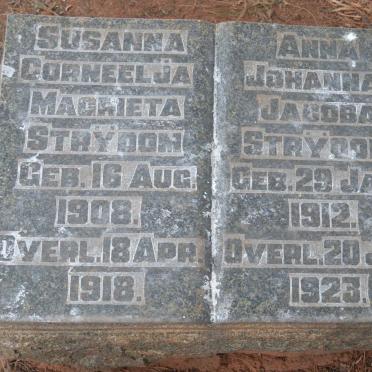 SUSANNA
CORNEELJA
MAGRIETA
STRYDOM
GEB. 16 AUG.
1908.
OVERL. 18 APR.
1918.
ANNA
JOHANNA
JACOBA
STRYDOM
GEB. 29 JA
1912.
OVERL. 20 J
1923.